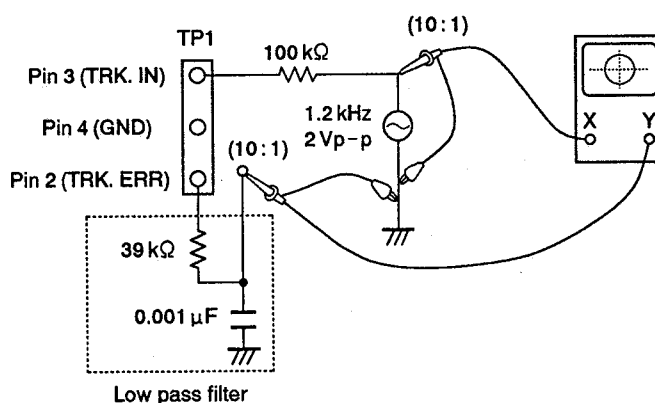 TP1
(10 : 1)
100 kΩ
Pin 3 (TRK. IN)
Pin 4 (GND)
1.2 kHz
2 Vp-p
X
Y
(10 : 1)
Pin 2 (TRK. ERR)
39 kΩ
0.001 μF
Low pass filter